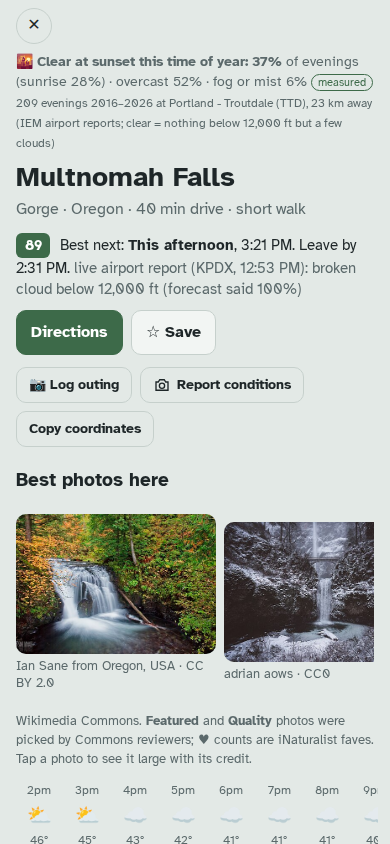 ✕
🌇 Clear at sunset this time of year: 37% of evenings
(sunrise 28%) · overcast 52% · fog or mist 6% measured
209 evenings 2016–2026 at Portland - Troutdale (TTD), 23 km away
(IEM airport reports; clear = nothing below 12,000 ft but a few
clouds)
Multnomah Falls
Gorge · Oregon · 40 min drive · short walk
89 Best next: This afternoon, 3:21 PM. Leave by
2:31 PM. live airport report (KPDX, 12:53 PM): broken
cloud below 12,000 ft (forecast said 100%)
Directions
☆ Save
📷 Log outing
Report conditions
Copy coordinates
Best photos here
Ian Sane from Oregon, USA · CC
BY 2.0
adrian aows · CC0
Wikimedia Commons. Featured and Quality photos were
picked by Commons reviewers; ♥ counts are iNaturalist faves.
Tap a photo to see it large with its credit.
2pm 3pm 4pm 5pm 6pm 7pm 8pm 9p
46° 45° 43° 42° 41° 41° 41° 40